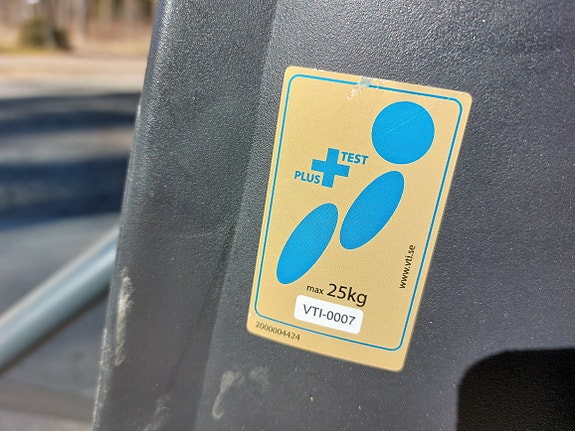 TEST
PLUS
www.vti.se
max 25kg
VTI-0007
2000004424